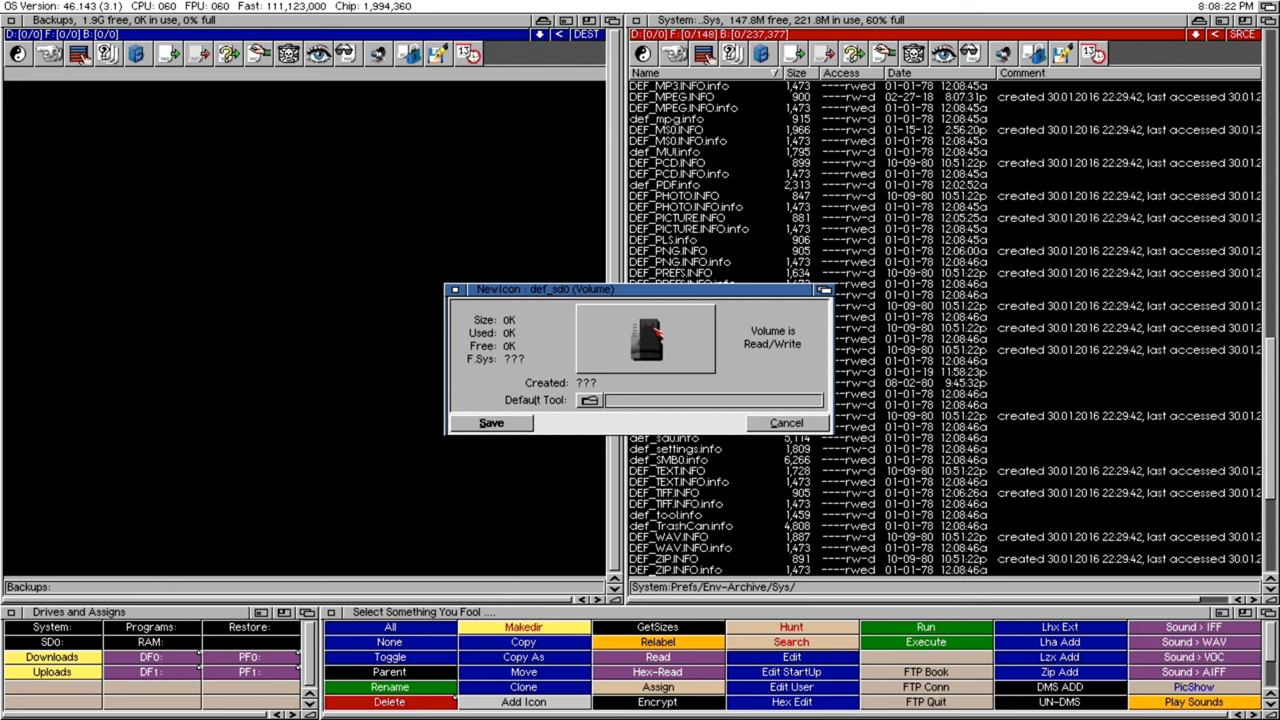 OS Version: 46.143 (3.1) CPU: 060 FPU: 060 Fast: 111,123,000 Chip: 1,994,360
8:08:22 PM
Backups, 1.9G free, 0K in use, 0% full
D:[0/0] F:[0/0] B:[0/0]
< DEST
System:..Sys, 147.8M free, 221.8M in use, 60% full
D:[0/0] F:[0/148] B:[0/237,377]
< SRCE
Name Size Access Date Comment
DEF_MP3.INFO.info 1,473 ----rwed 01-01-78 12:08:45a
DEF_MPEG.INFO 900 ----rw-d 02-27-18 8:07:31p created 30.01.2016 22:29:42, last accessed 30.01.2
DEF_MPEG.INFO.info 1,473 ----rwed 01-01-78 12:08:45a
def_mpg.info 915 ----rw-d 01-01-78 12:08:45a
DEF_MS0.INFO 1,966 ----rw-d 01-15-12 2:56:20p created 30.01.2016 22:29:42, last accessed 30.01.2
DEF_MS0.INFO.info 1,473 ----rwed 01-01-78 12:08:45a
def_MUI.info 1,795 ----rw-d 01-01-78 12:08:45a
DEF_PCD.INFO 899 ----rw-d 10-09-80 10:51:22p created 30.01.2016 22:29:42, last accessed 30.01.2
DEF_PCD.INFO.info 1,473 ----rwed 01-01-78 12:08:45a
def_PDF.info 2,313 ----rw-d 01-01-78 12:02:52a
DEF_PHOTO.INFO 847 ----rw-d 10-09-80 10:51:22p created 30.01.2016 22:29:42, last accessed 30.01.2
DEF_PHOTO.INFO.info 1,473 ----rwed 01-01-78 12:08:45a
DEF_PICTURE.INFO 881 ----rw-d 01-01-78 12:05:25a created 30.01.2016 22:29:42, last accessed 30.01.2
DEF_PICTURE.INFO.info 1,473 ----rwed 01-01-78 12:08:45a
DEF_PLS.info 906 ----rw-d 01-01-78 12:08:45a
DEF_PNG.INFO 905 ----rw-d 01-01-78 12:06:00a created 30.01.2016 22:29:42, last accessed 30.01.2
DEF_PNG.INFO.info 1,473 ----rwed 01-01-78 12:08:46a
DEF_PREFS.INFO 1,634 ----rw-d 10-09-80 10:51:22p created 30.01.2016 22:29:42, last accessed 30.01.2
NewIcon : def_sd0 (Volume)
Size: 0K
Used: 0K
Free: 0K
F.Sys: ???
Volume is
Read/Write
Created: ???
Default Tool:
Save
Cancel
def_settings.info 1,809 ----rw-d 01-01-78 12:08:46a
def_SMB0.info 6,266 ----rw-d 01-01-78 12:08:46a
DEF_TEXT.INFO 1,728 ----rw-d 10-09-80 10:51:22p created 30.01.2016 22:29:42, last accessed 30.01.2
DEF_TEXT.INFO.info 1,473 ----rwed 01-01-78 12:08:46a
DEF_TIFF.INFO 905 ----rw-d 01-01-78 12:06:26a created 30.01.2016 22:29:42, last accessed 30.01.2
DEF_TIFF.INFO.info 1,473 ----rwed 01-01-78 12:08:46a
def_tool.info 1,459 ----rw-d 01-01-78 12:08:46a
def_TrashCan.info 4,808 ----rw-d 01-01-78 12:08:46a
DEF_WAV.INFO 1,887 ----rw-d 10-09-80 10:51:22p created 30.01.2016 22:29:42, last accessed 30.01.2
DEF_WAV.INFO.info 1,473 ----rwed 01-01-78 12:08:46a
DEF_ZIP.INFO 891 ----rw-d 10-09-80 10:51:22p created 30.01.2016 22:29:42, last accessed 30.01.2
DEF_ZIP.INFO.info 1,473 ----rwed 01-01-78 12:08:46a
Backups:
System:Prefs/Env-Archive/Sys/
Drives and Assigns
System: Programs: Restore:
SD0: RAM:
Downloads DF0: PF0:
Uploads DF1: PF1:
Select Something You Fool ....
All Makedir GetSizes Hunt Run Lhx Ext Sound > IFF
None Copy Relabel Search Execute Lha Add Sound > WAV
Toggle Copy As Read Edit Lzx Add Sound > VOC
Parent Move Hex-Read Edit StartUp FTP Book Zip Add Sound > AIFF
Rename Clone Assign Edit User FTP Conn DMS ADD PicShow
Delete Add Icon Encrypt Hex Edit FTP Quit UN-DMS Play Sounds